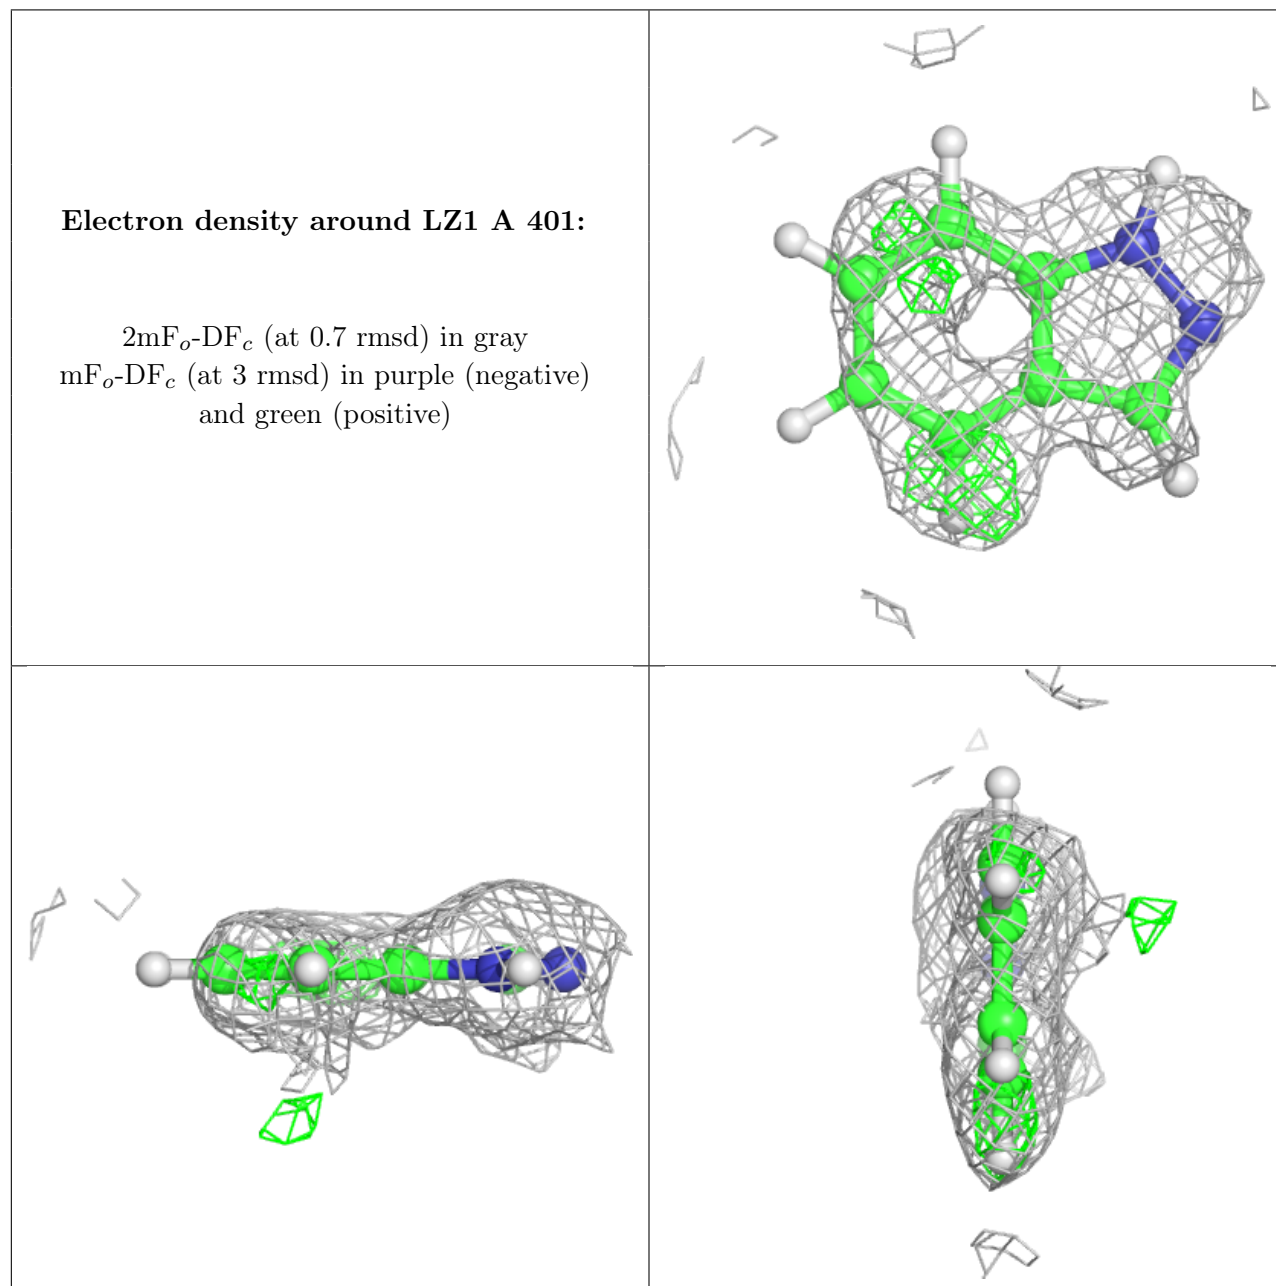 Electron density around LZ1 A 401:
2mFo-DFc (at 0.7 rmsd) in gray
mFo-DFc (at 3 rmsd) in purple (negative)
and green (positive)